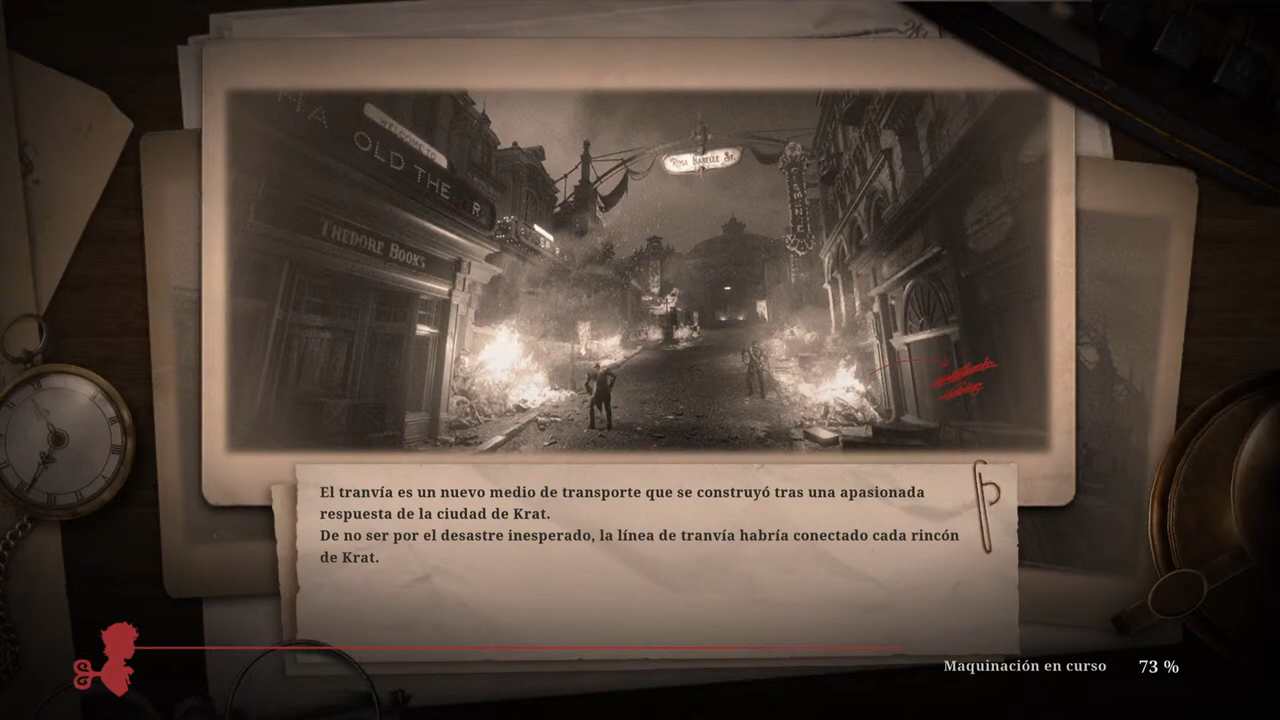 WELCOME TO
OLD THE R
THEDORE BOOKS
ROSA ISABELLE St.
El tranvía es un nuevo medio de transporte que se construyó tras una apasionada
respuesta de la ciudad de Krat.
De no ser por el desastre inesperado, la línea de tranvía habría conectado cada rincón
de Krat.
Maquinación en curso 73 %